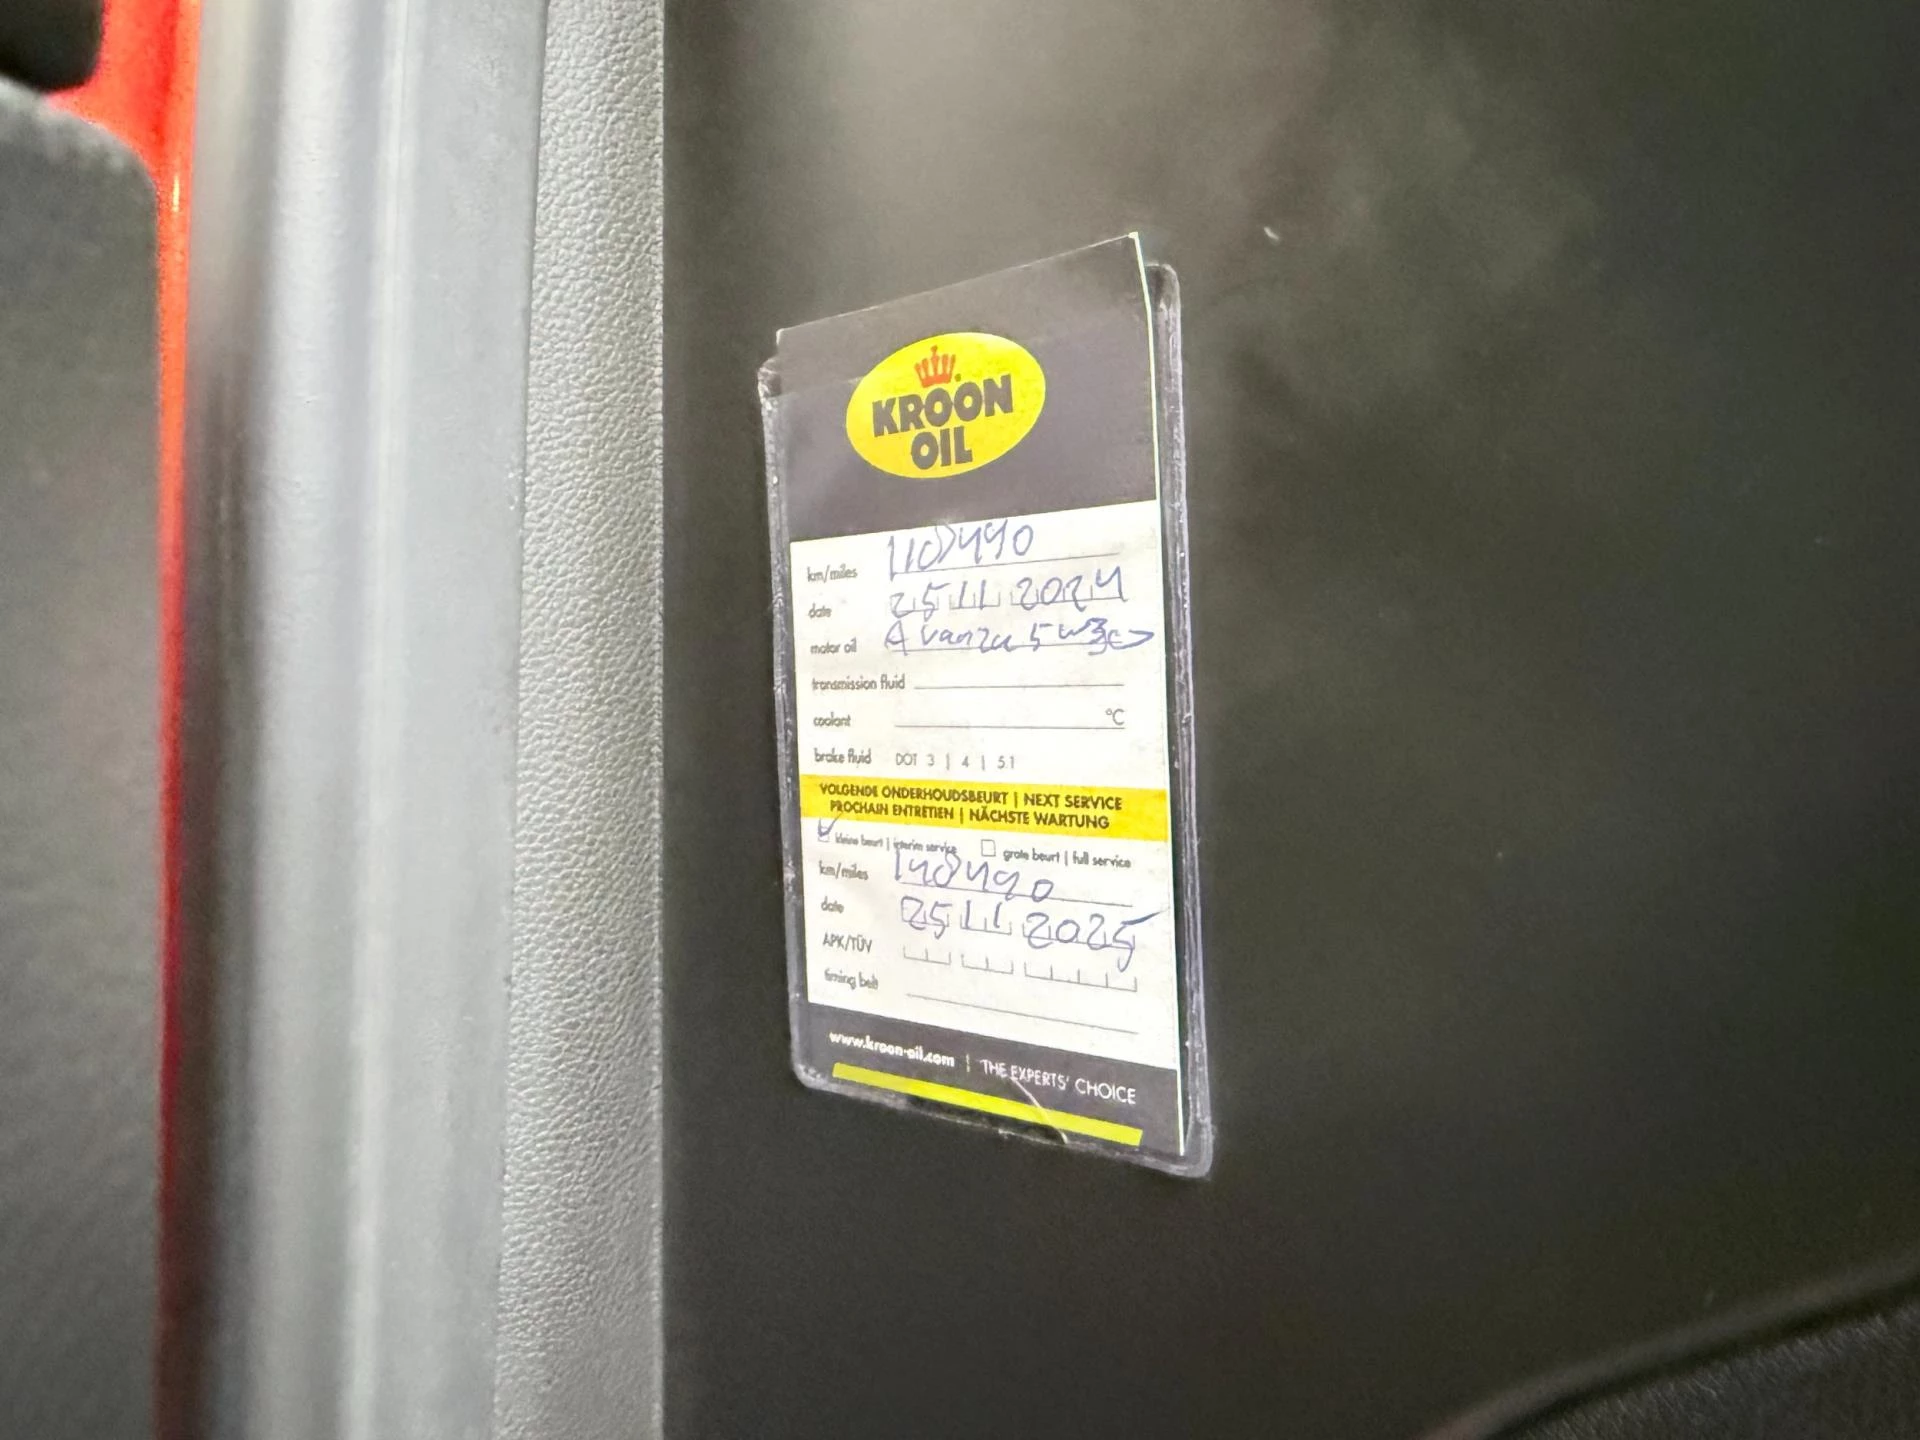 KROON
OIL
km/miles 118490
date 25 11 2024
motor oil Avanza 5w30
transmission fluid
coolant °C
brake fluid DOT 3 | 4 | 5.1
VOLGENDE ONDERHOUDSBEURT | NEXT SERVICE
PROCHAIN ENTRETIEN | NÄCHSTE WARTUNG
kleine beurt | interim service grote beurt | full service
km/miles 148490
date 25 11 2025
APK/TÜV
timing belt
www.kroon-oil.com | THE EXPERTS' CHOICE